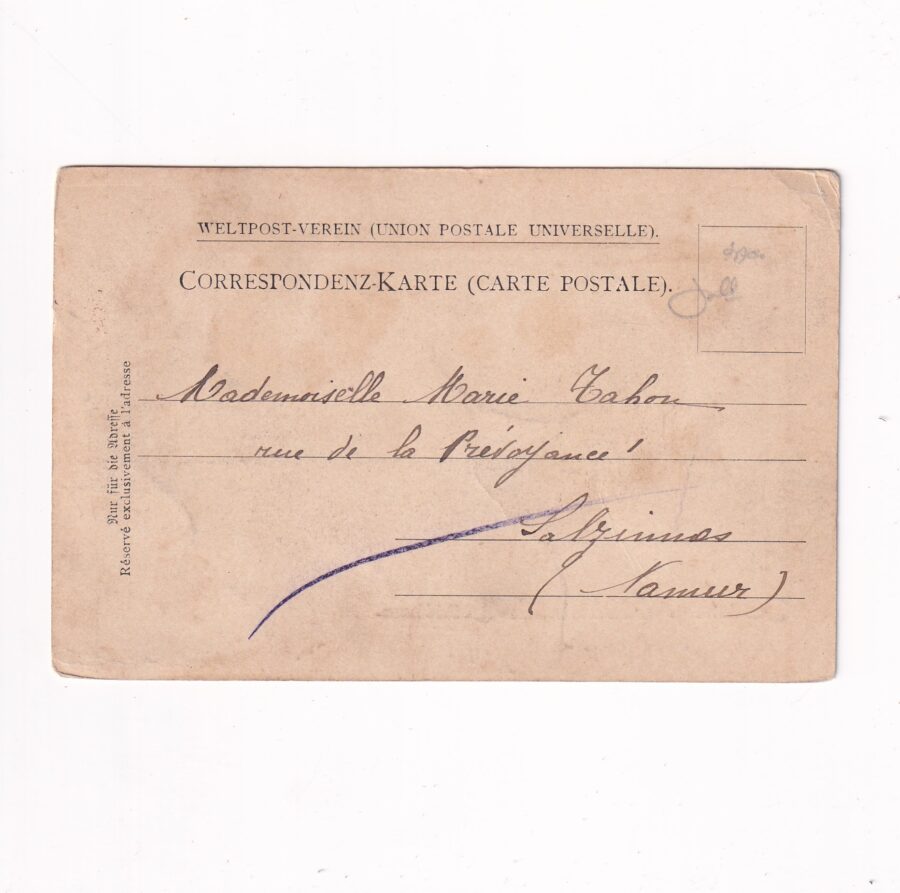 WELTPOST-VEREIN (UNION POSTALE UNIVERSELLE).
CORRESPONDENZ-KARTE (CARTE POSTALE).
Nur für die Adresse
Réservé exclusivement à l'adresse
Mademoiselle Marie Tahon
rue de la Prévoyance
Salzinnes
(Namur)